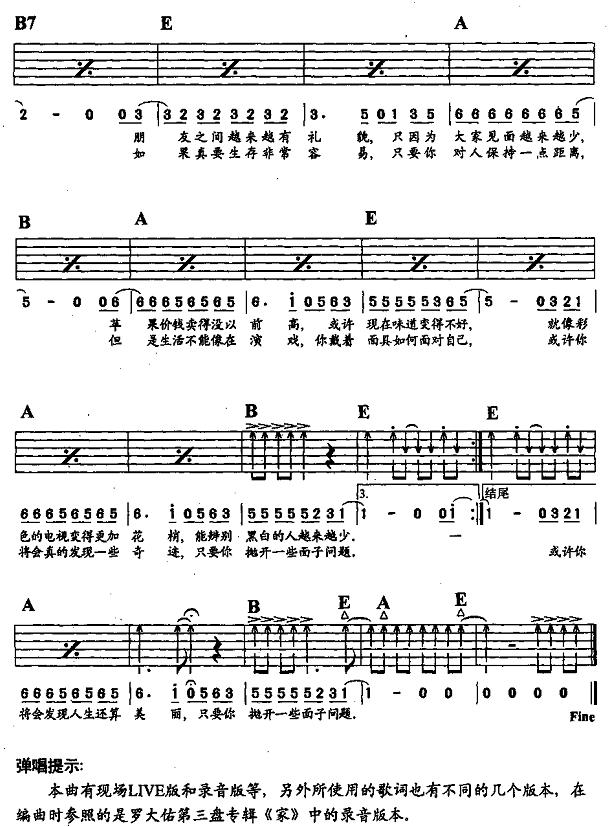 B7 E A
2 - 0 03 32323232 3. 50135 66666665
朋 友之间越来越有 礼 貌, 只因为 大家见面越来越少,
如 果真要生存非常 容 易, 只要你 对人保持一点距离,
B A E
5 - 0 06 66656565 6. i0563 55555365 5 - 0321
苹 果价钱卖得没以 前 高, 或许 现在味道变得不好, 就像彩
但 是生活不能像在 演 戏, 你戴着 面具如何面对自己, 或许你
A B E E
3. 结尾
66656565 6. i0563 55555231 1 - 0 0i 1 - 0321
色的电视变得更加 花 梢, 能辨别 黑白的人越来越少. 一
将会真的发现一些 奇 迹, 只要你 抛开一些面子问题. 或许你
A B E A E
66656565 6. i0563 55555231 1 - 0 0 0 0 0 0
将会发现人生还算 美 丽, 只要你 抛开一些面子问题.
Fine
弹唱提示:
本曲有现场LIVE版和录音版等, 另外所使用的歌词也有不同的几个版本, 在
编曲时参照的是罗大佑第三盘专辑《家》中的录音版本.